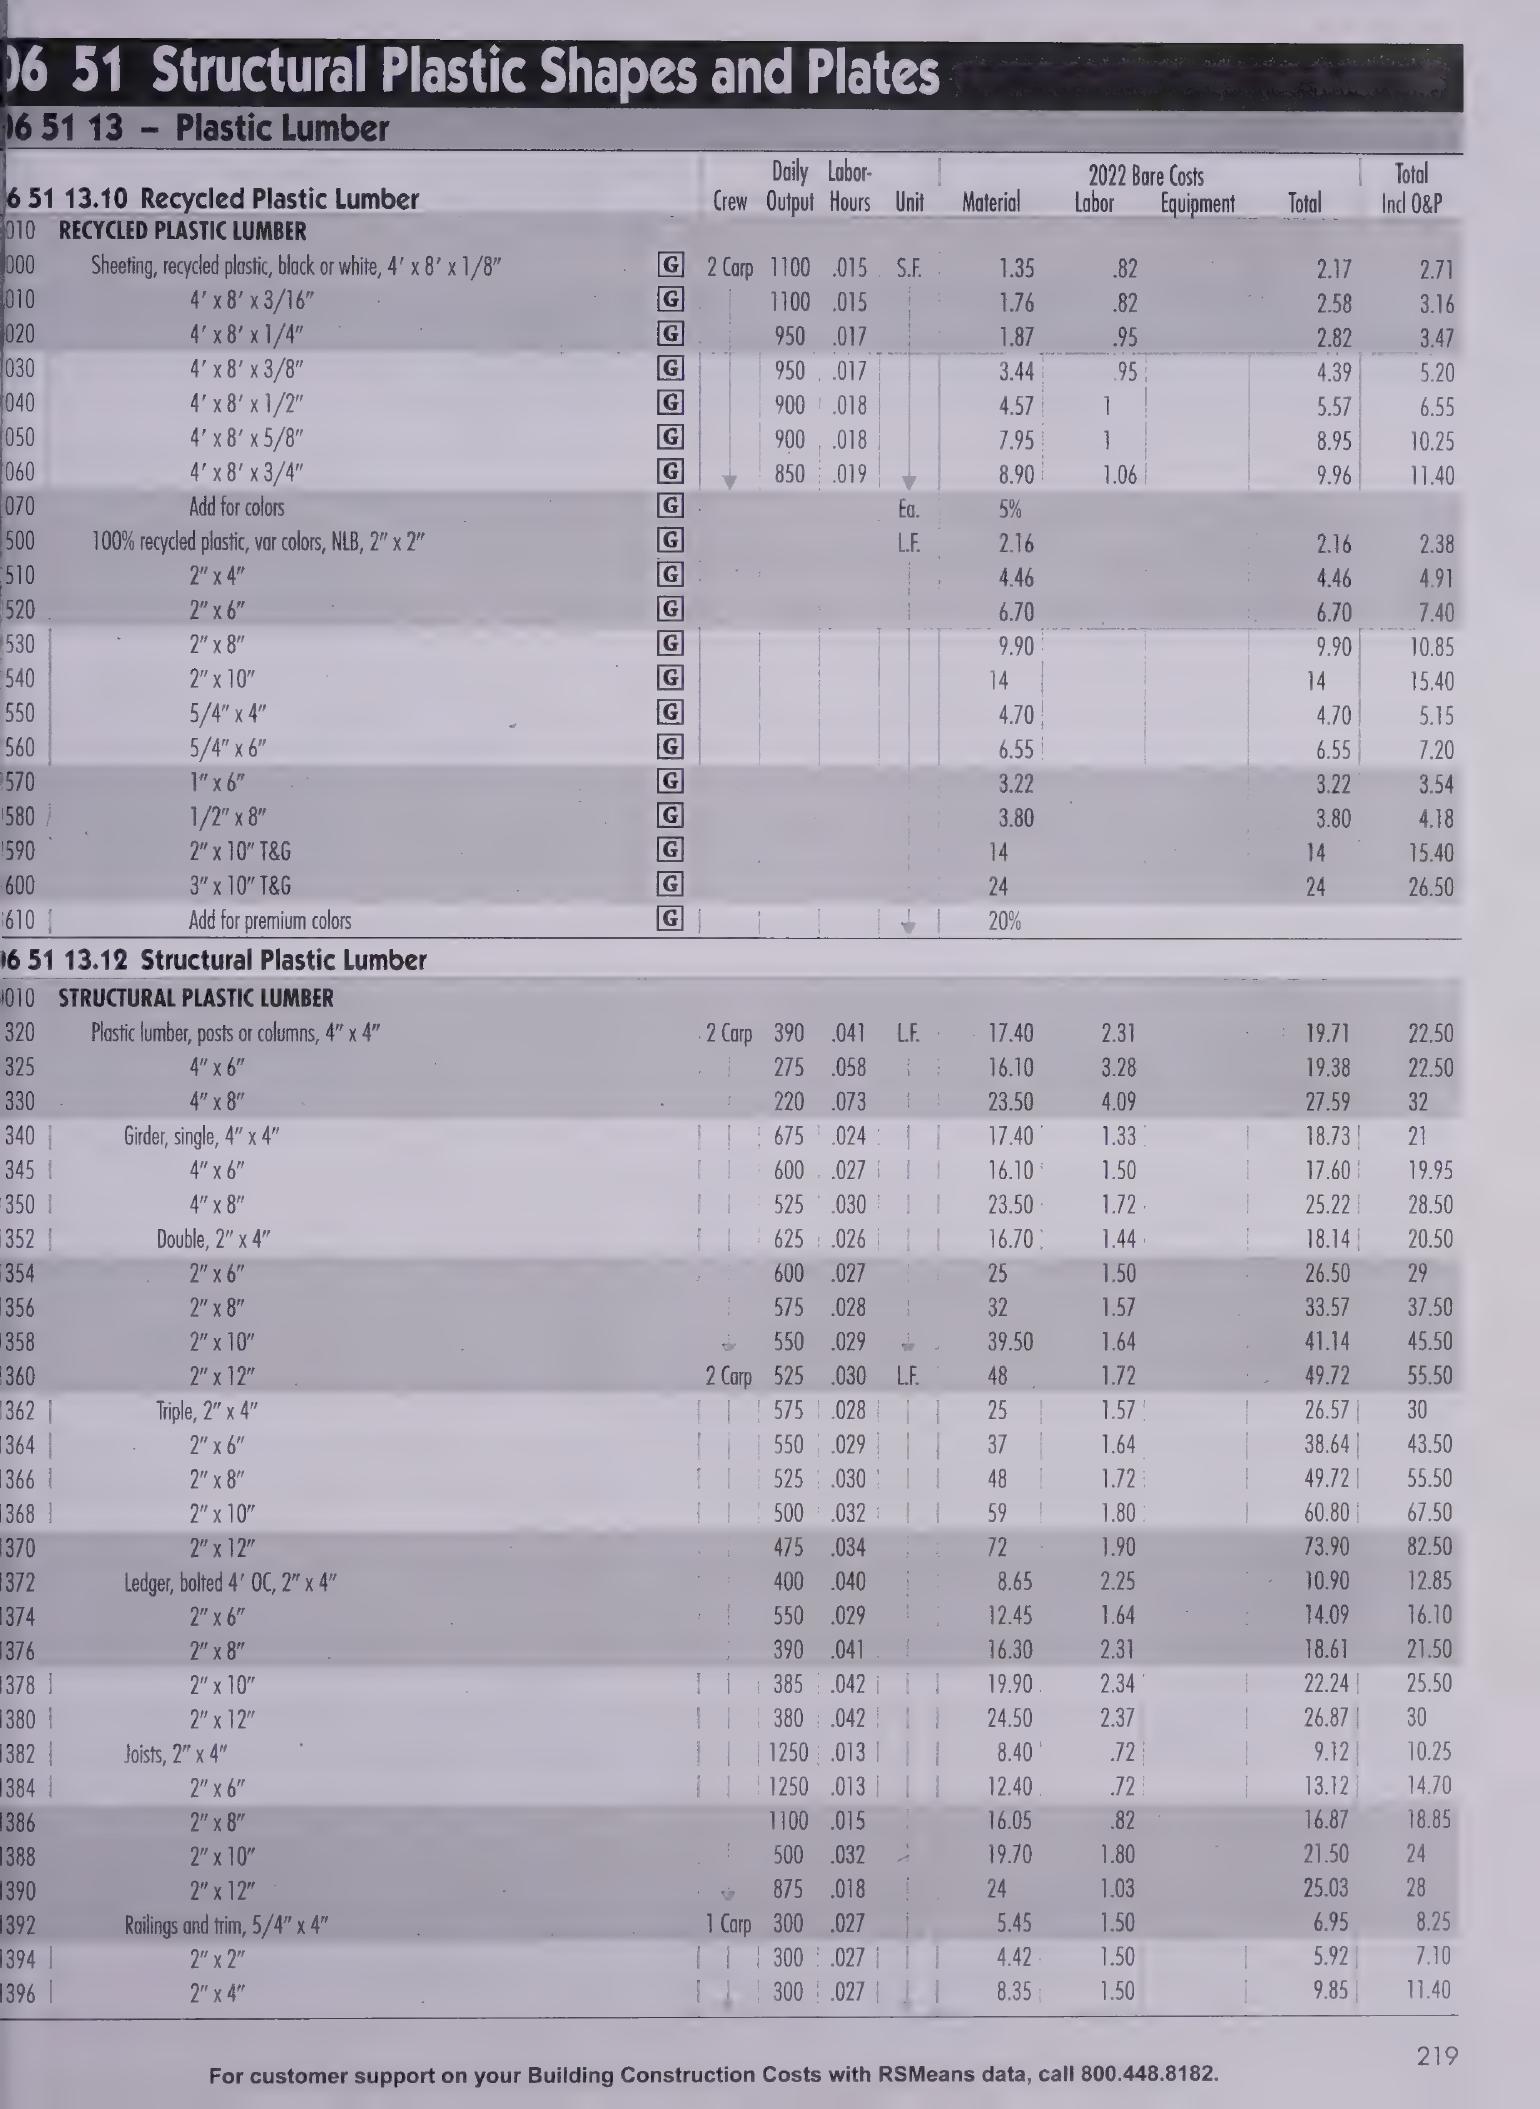 06 51 Structural Plastic Shapes and Plates
06 51 13 – Plastic Lumber
Daily Labor- 2022 Bare Costs Total
6 51 13.10 Recycled Plastic Lumber Crew Output Hours Unit Material Labor Equipment Total Incl O&P
010 RECYCLED PLASTIC LUMBER
000 Sheeting, recycled plastic, black or white, 4' x 8' x 1/8" G 2 Carp 1100 .015 S.F. 1.35 .82 2.17 2.71
010 4' x 8' x 3/16" G 1100 .015 1.76 .82 2.58 3.16
020 4' x 8' x 1/4" G 950 .017 1.87 .95 2.82 3.47
030 4' x 8' x 3/8" G 950 .017 3.44 .95 4.39 5.20
040 4' x 8' x 1/2" G 900 .018 4.57 1 5.57 6.55
050 4' x 8' x 5/8" G 900 .018 7.95 1 8.95 10.25
060 4' x 8' x 3/4" G 850 .019 8.90 1.06 9.96 11.40
070 Add for colors G Ea. 5%
500 100% recycled plastic, var colors, NLB, 2" x 2" G L.F. 2.16 2.16 2.38
510 2" x 4" G 4.46 4.46 4.91
520 2" x 6" G 6.70 6.70 7.40
530 2" x 8" G 9.90 9.90 10.85
540 2" x 10" G 14 14 15.40
550 5/4" x 4" G 4.70 4.70 5.15
560 5/4" x 6" G 6.55 6.55 7.20
570 1" x 6" G 3.22 3.22 3.54
580 1/2" x 8" G 3.80 3.80 4.18
590 2" x 10" T&G G 14 14 15.40
600 3" x 10" T&G G 24 24 26.50
610 Add for premium colors G 20%
06 51 13.12 Structural Plastic Lumber
010 STRUCTURAL PLASTIC LUMBER
320 Plastic lumber, posts or columns, 4" x 4" 2 Carp 390 .041 L.F. 17.40 2.31 19.71 22.50
325 4" x 6" 275 .058 16.10 3.28 19.38 22.50
330 4" x 8" 220 .073 23.50 4.09 27.59 32
340 Girder, single, 4" x 4" 675 .024 17.40 1.33 18.73 21
345 4" x 6" 600 .027 16.10 1.50 17.60 19.95
350 4" x 8" 525 .030 23.50 1.72 25.22 28.50
352 Double, 2" x 4" 625 .026 16.70 1.44 18.14 20.50
354 2" x 6" 600 .027 25 1.50 26.50 29
356 2" x 8" 575 .028 32 1.57 33.57 37.50
358 2" x 10" 550 .029 39.50 1.64 41.14 45.50
360 2" x 12" 2 Carp 525 .030 L.F. 48 1.72 49.72 55.50
362 Triple, 2" x 4" 575 .028 25 1.57 26.57 30
364 2" x 6" 550 .029 37 1.64 38.64 43.50
366 2" x 8" 525 .030 48 1.72 49.72 55.50
368 2" x 10" 500 .032 59 1.80 60.80 67.50
370 2" x 12" 475 .034 72 1.90 73.90 82.50
372 Ledger, bolted 4' OC, 2" x 4" 400 .040 8.65 2.25 10.90 12.85
374 2" x 6" 550 .029 12.45 1.64 14.09 16.10
376 2" x 8" 390 .041 16.30 2.31 18.61 21.50
1378 2" x 10" 385 .042 19.90 2.34 22.24 25.50
1380 2" x 12" 380 .042 24.50 2.37 26.87 30
1382 Joists, 2" x 4" 1250 .013 8.40 .72 9.12 10.25
1384 2" x 6" 1250 .013 12.40 .72 13.12 14.70
1386 2" x 8" 1100 .015 16.05 .82 16.87 18.85
1388 2" x 10" 500 .032 19.70 1.80 21.50 24
1390 2" x 12" 875 .018 24 1.03 25.03 28
1392 Railings and trim, 5/4" x 4" 1 Carp 300 .027 5.45 1.50 6.95 8.25
1394 2" x 2" 300 .027 4.42 1.50 5.92 7.10
1396 2" x 4" 300 .027 8.35 1.50 9.85 11.40
219
For customer support on your Building Construction Costs with RSMeans data, call 800.448.8182.